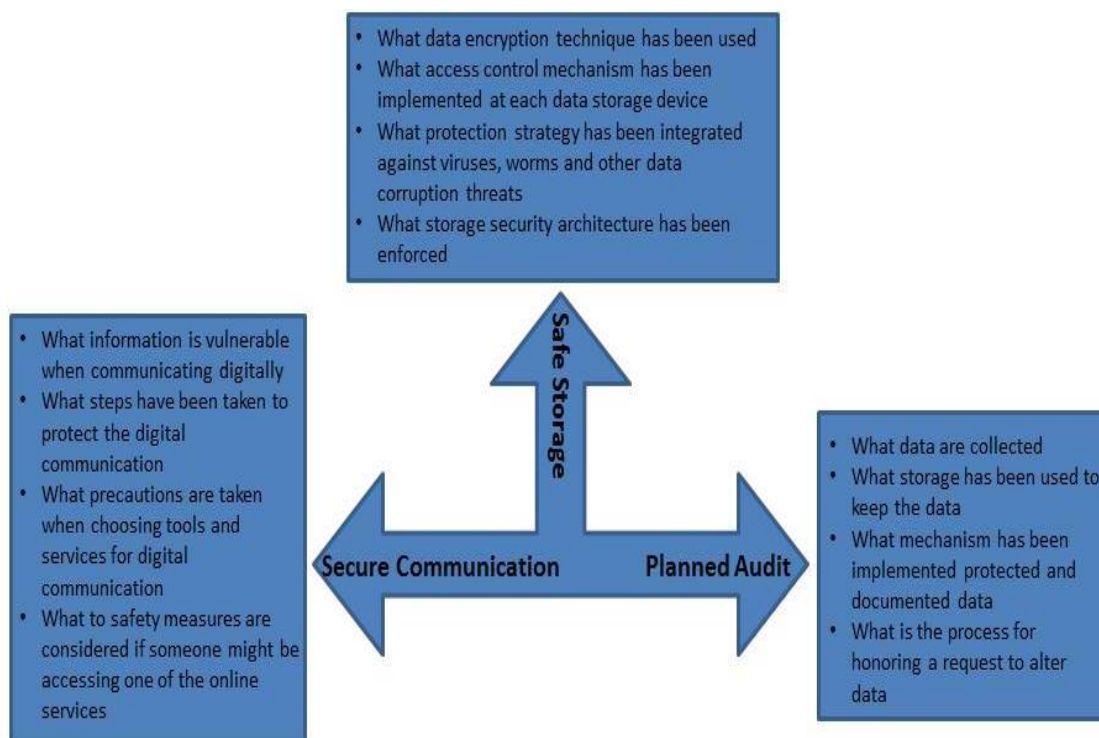 • What data encryption technique has been used
• What access control mechanism has been
implemented at each data storage device
• What protection strategy has been integrated
against viruses, worms and other data
corruption threats
• What storage security architecture has been
enforced
Safe Storage
• What information is vulnerable
when communicating digitally
• What steps have been taken to
protect the digital
communication
• What precautions are taken
when choosing tools and
services for digital
communication
• What to safety measures are
considered if someone might be
accessing one of the online
services
Secure Communication
Planned Audit
• What data are collected
• What storage has been used to
keep the data
• What mechanism has been
implemented protected and
documented data
• What is the process for
honoring a request to alter
data